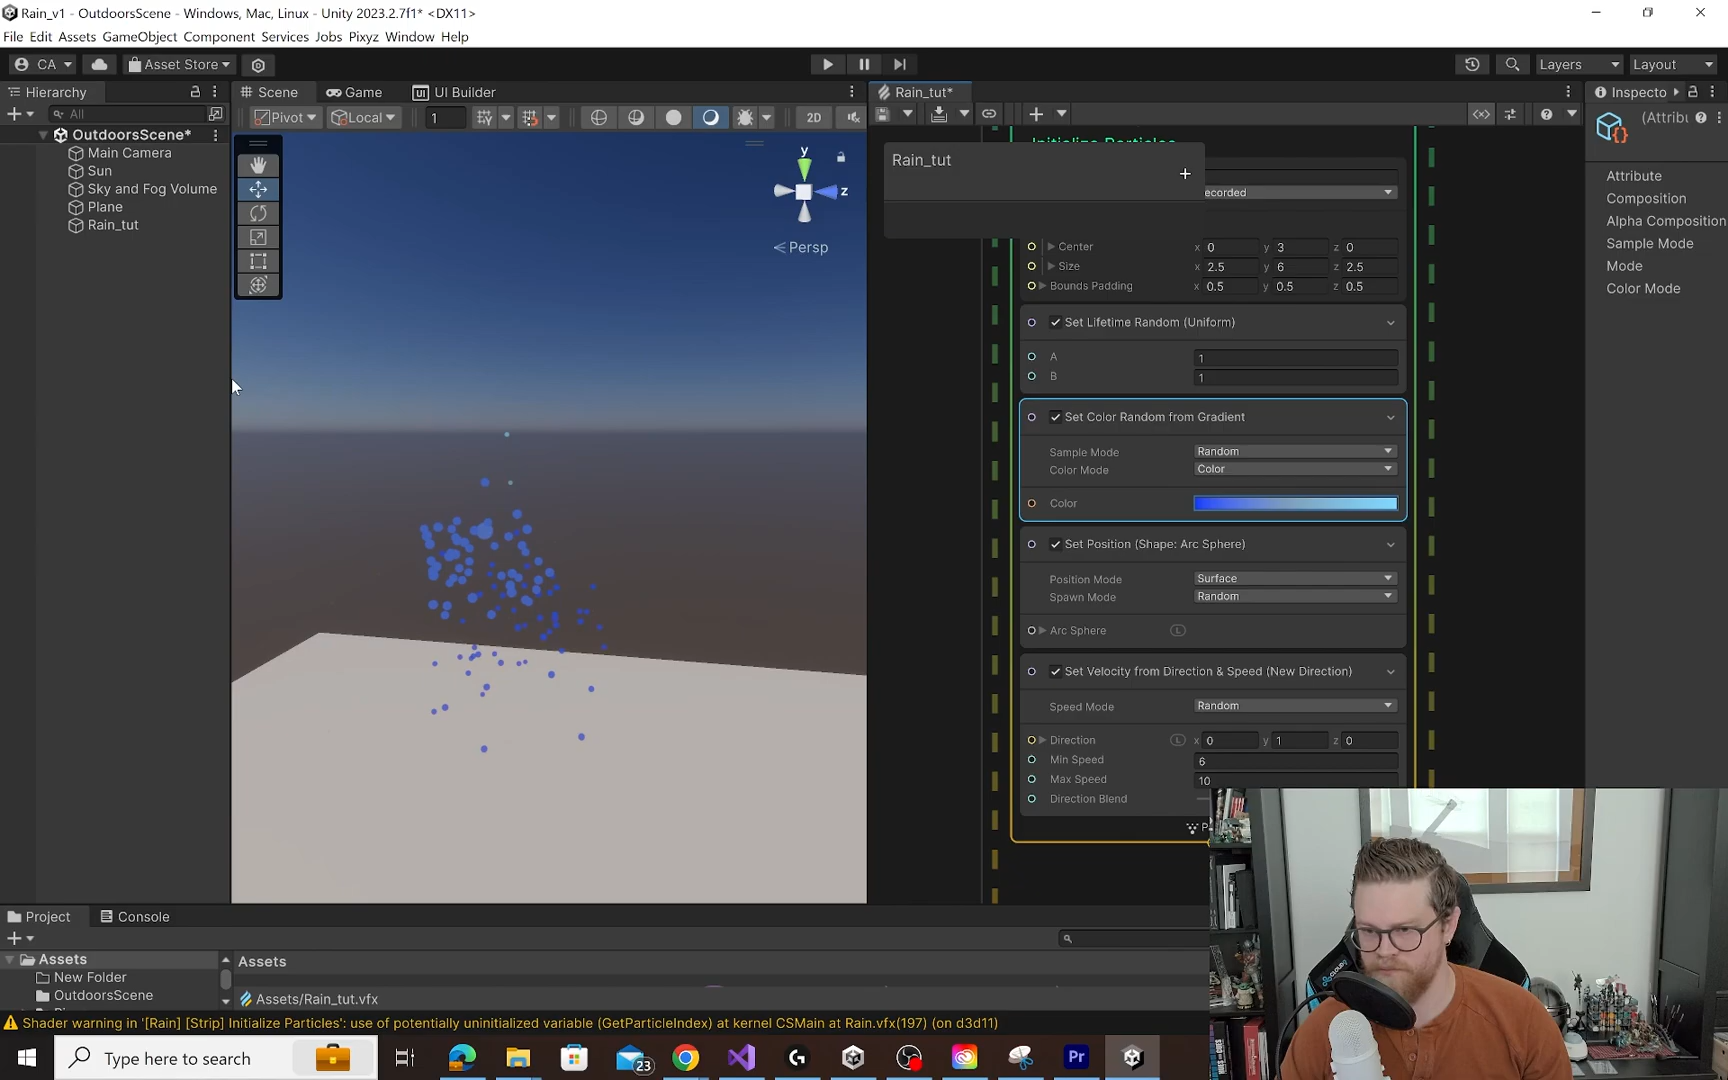 Rain_v1 - OutdoorsScene - Windows, Mac, Linux - Unity 2023.2.7f1* <DX11>
File Edit Assets GameObject Component Services Jobs Pixyz Window Help
CA Asset Store Layers Layout
Hierarchy Scene Game UI Builder Rain_tut* Inspecto
All Pivot Local 1 2D (Attribu
OutdoorsScene*
Main Camera
Sun
Sky and Fog Volume
Plane
Rain_tut
y
z
Persp
Rain_tut
ecorded
Center x 0 y 3 z 0
Size x 2.5 y 6 z 2.5
Bounds Padding x 0.5 y 0.5 z 0.5
Set Lifetime Random (Uniform)
A 1
B 1
Set Color Random from Gradient
Sample Mode Random
Color Mode Color
Color
Set Position (Shape: Arc Sphere)
Position Mode Surface
Spawn Mode Random
Arc Sphere L
Set Velocity from Direction & Speed (New Direction)
Speed Mode Random
Direction L x 0 y 1 z 0
Min Speed 6
Max Speed 10
Direction Blend
Attribute
Composition
Alpha Composition
Sample Mode
Mode
Color Mode
Project Console
Assets
New Folder
OutdoorsScene
Assets
Assets/Rain_tut.vfx
Shader warning in '[Rain] [Strip] Initialize Particles': use of potentially uninitialized variable (GetParticleIndex) at kernel CSMain at Rain.vfx(197) (on d3d11)
Type here to search
23
Pr